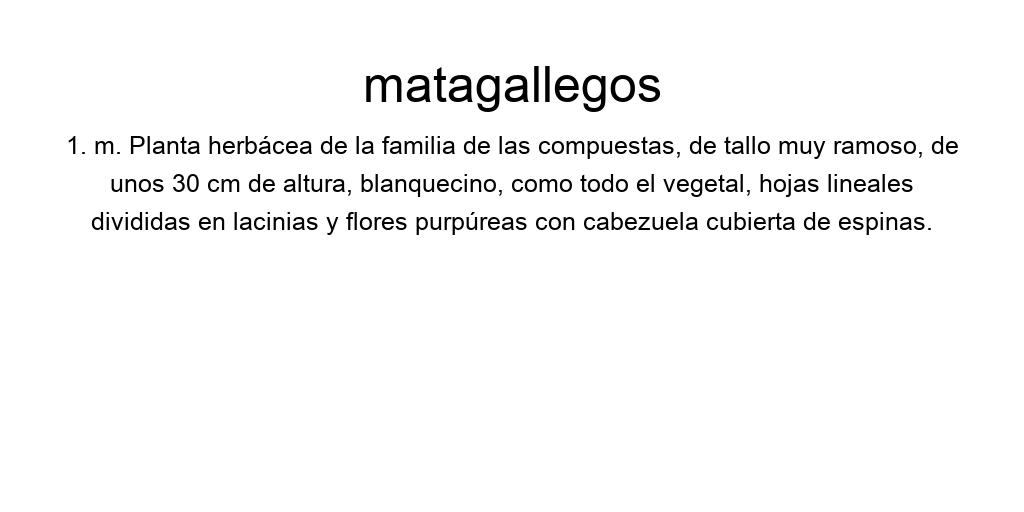 matagallegos
1. m. Planta herbácea de la familia de las compuestas, de tallo muy ramoso, de
unos 30 cm de altura, blanquecino, como todo el vegetal, hojas lineales
divididas en lacinias y flores purpúreas con cabezuela cubierta de espinas.